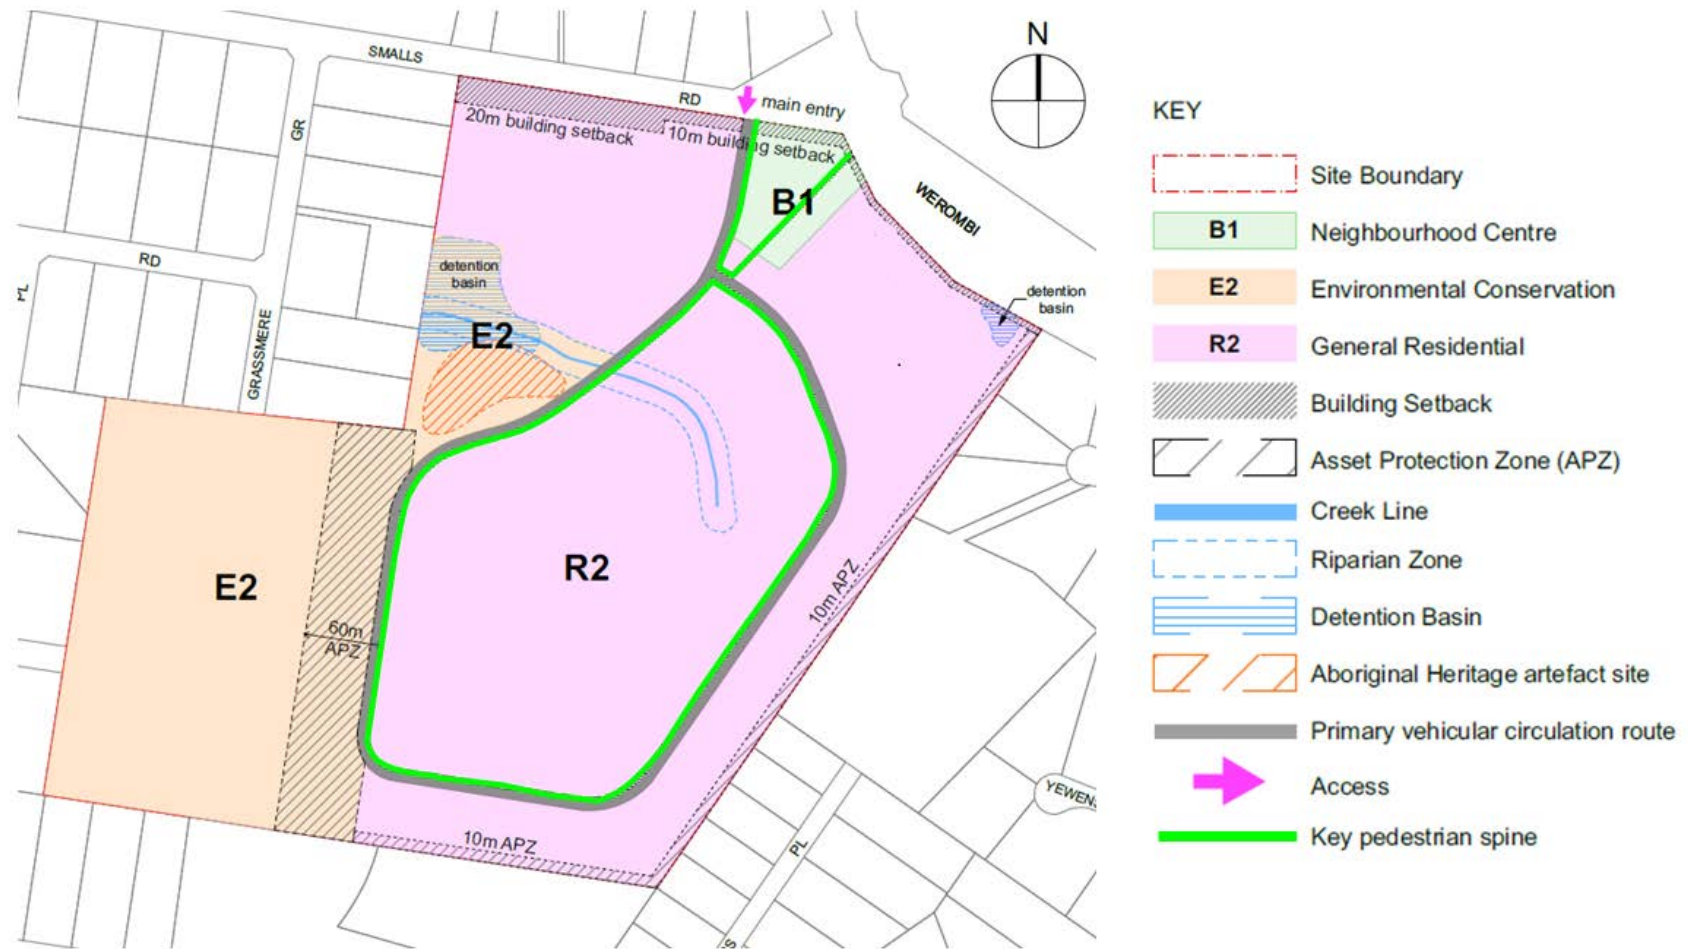 SMALLS
RD
main entry
20m building setback
10m building setback
N
GR
B1
WEROMBI
RD
PL
detention
basin
detention
basin
E2
GRASSMERE
R2
E2
10m APZ
60m
APZ
10m APZ
PL
YEWENS
KEY
Site Boundary
B1
Neighbourhood Centre
E2
Environmental Conservation
R2
General Residential
Building Setback
Asset Protection Zone (APZ)
Creek Line
Riparian Zone
Detention Basin
Aboriginal Heritage artefact site
Primary vehicular circulation route
Access
Key pedestrian spine